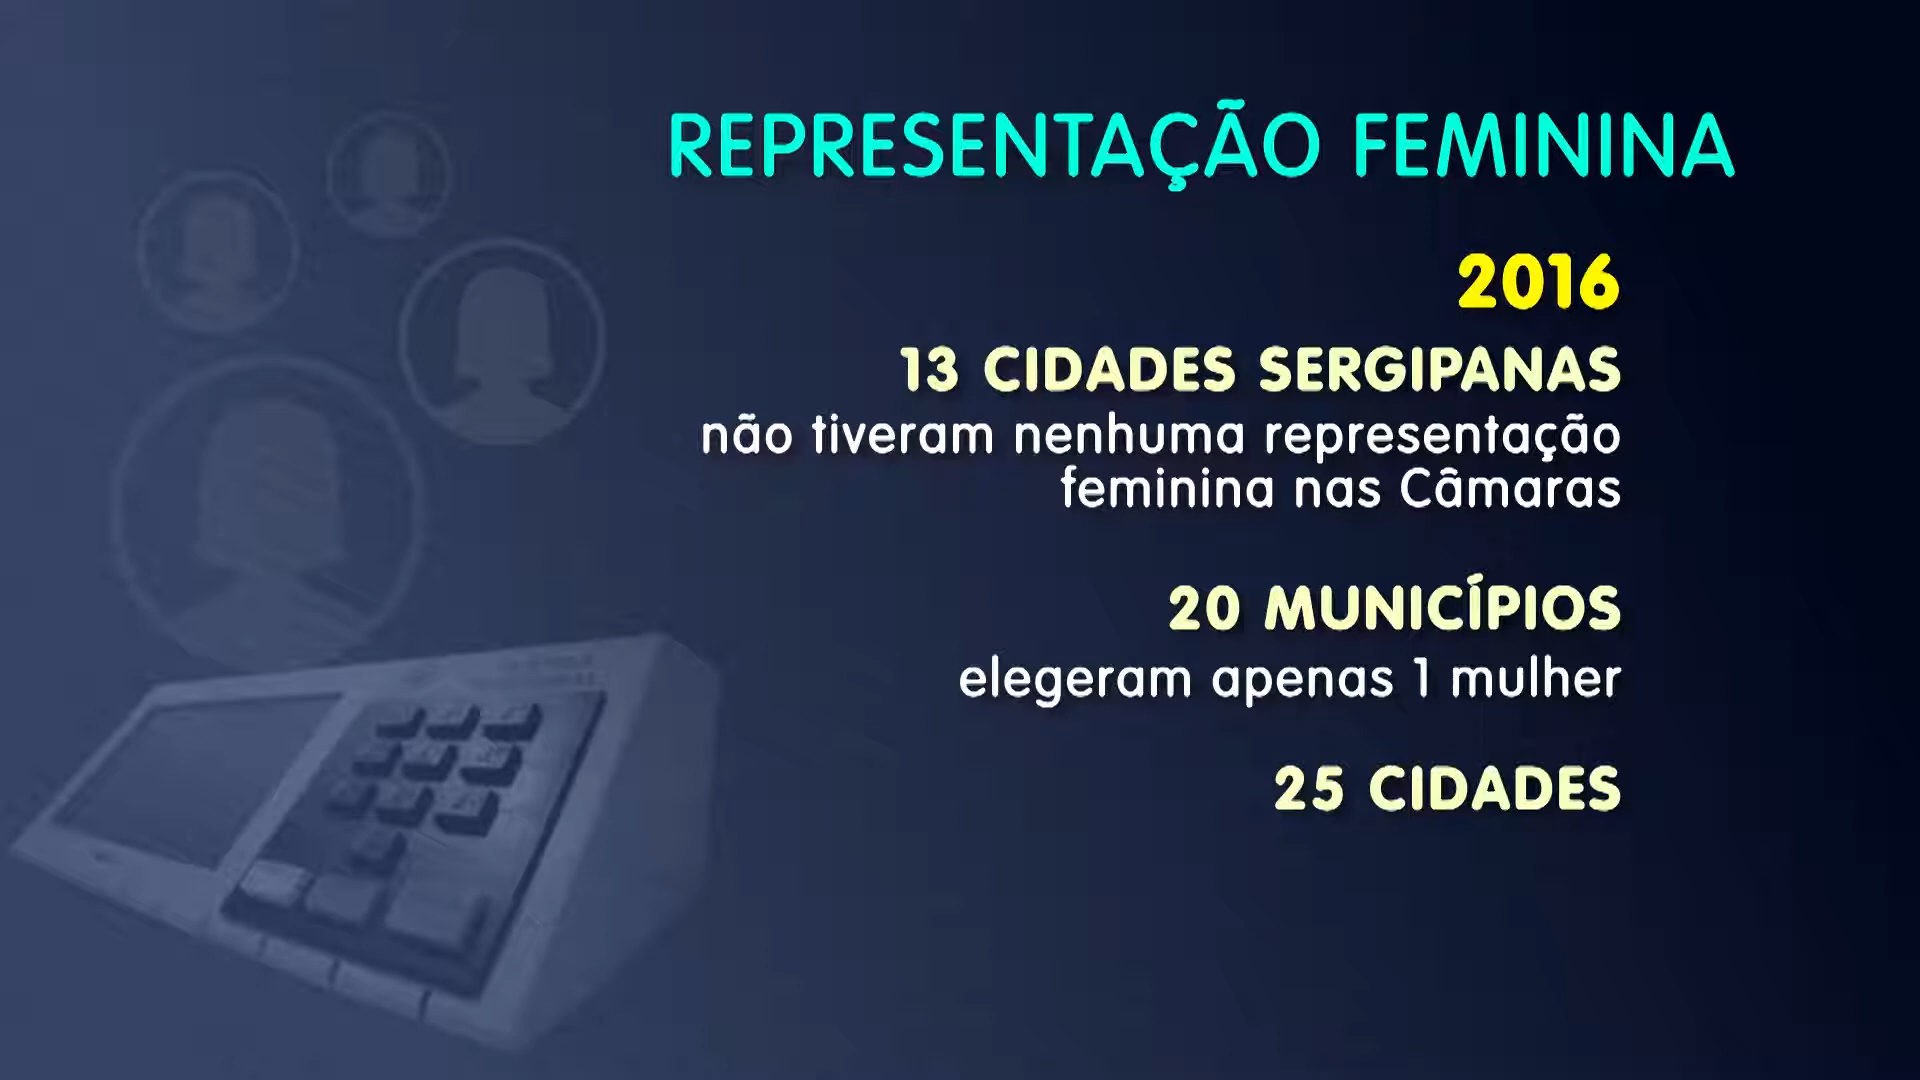 REPRESENTAÇÃO FEMININA
2016
13 CIDADES SERGIPANAS
não tiveram nenhuma representação
feminina nas Câmaras
20 MUNICÍPIOS
elegeram apenas 1 mulher
25 CIDADES